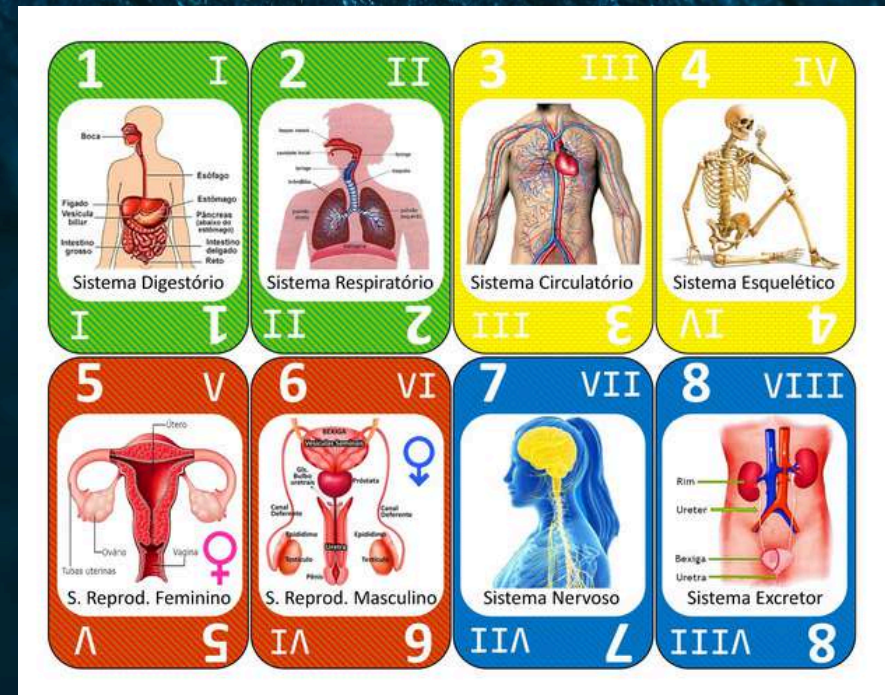 1 I
Boca
Esôfago
Fígado
Estômago
Vesícula
biliar
Pâncreas
(abaixo do
estômago)
Intestino
grosso
Intestino
delgado
Reto
Sistema Digestório
I 1
2 II
laringe
Sistema Respiratório
II 2
3 III
Sistema Circulatório
III 3
4 IV
Sistema Esquelético
IV 4
5 V
Útero
Ovário
Vagina
Tubas uterinas
S. Reprod. Feminino
V 5
6 VI
BEXIGA
Vesículas Seminais
Gls.
Bulbo
uretrais
Próstata
Canal
Deferente
Canal
Deferente
Epidídimo
Epidídimo
Uretra
Testículo
Testículo
Pênis
S. Reprod. Masculino
VI 6
7 VII
Sistema Nervoso
VII 7
8 VIII
Rim
Ureter
Bexiga
Uretra
Sistema Excretor
VIII 8